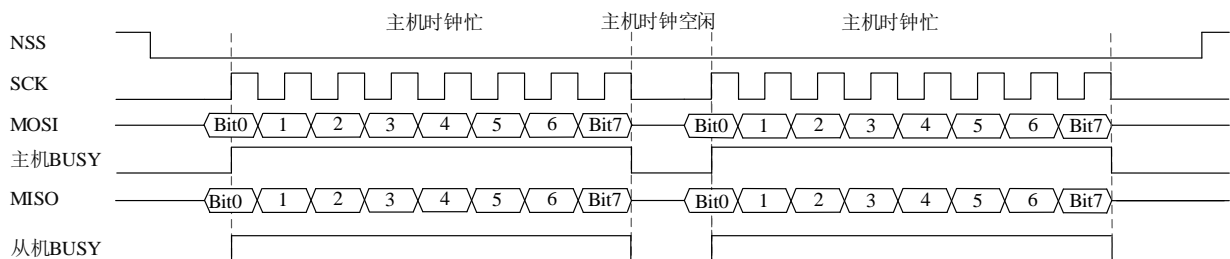 主机时钟忙 主机时钟空闲 主机时钟忙
NSS
SCK
MOSI Bit0 1 2 3 4 5 6 Bit7 Bit0 1 2 3 4 5 6 Bit7
主机BUSY
MISO Bit0 1 2 3 4 5 6 Bit7 Bit0 1 2 3 4 5 6 Bit7
从机BUSY